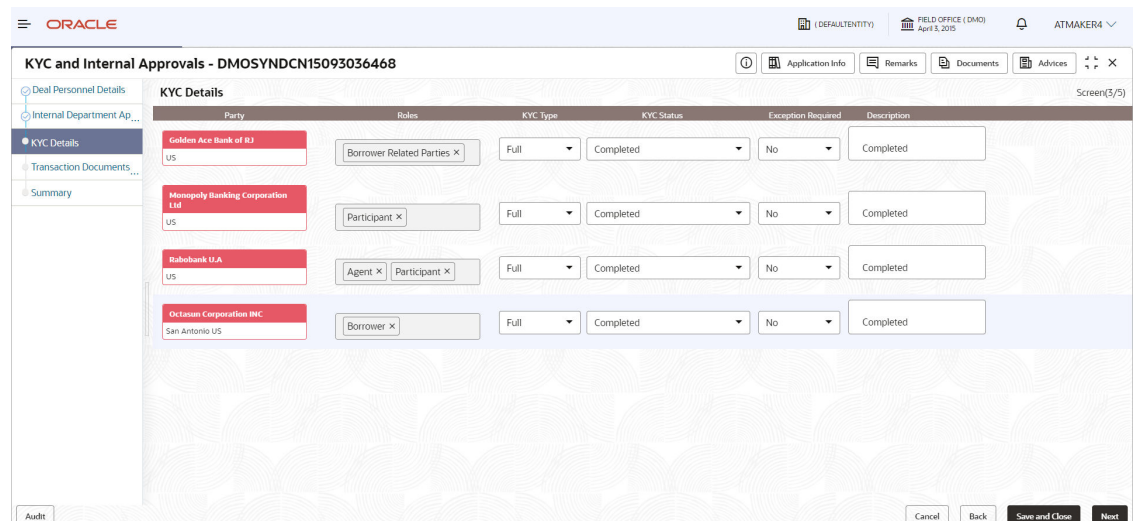 ORACLE
(DEFAULTENTITY)
FIELD OFFICE ( DMO)
April 3, 2015
ATMAKER4
KYC and Internal Approvals - DMOSYNDCN15093036468
Application Info
Remarks
Documents
Advices
Deal Personnel Details
Internal Department Ap...
KYC Details
Transaction Documents...
Summary
KYC Details
Screen(3/5)
Party Roles KYC Type KYC Status Exception Required Description
Golden Ace Bank of RJ
US
Borrower Related Parties ×
Full
Completed
No
Completed
Monopoly Banking Corporation
Ltd
US
Participant ×
Full
Completed
No
Completed
Rabobank U.A
US
Agent × Participant ×
Full
Completed
No
Completed
Octasun Corporation INC
San Antonio US
Borrower ×
Full
Completed
No
Completed
Audit
Cancel
Back
Save and Close
Next